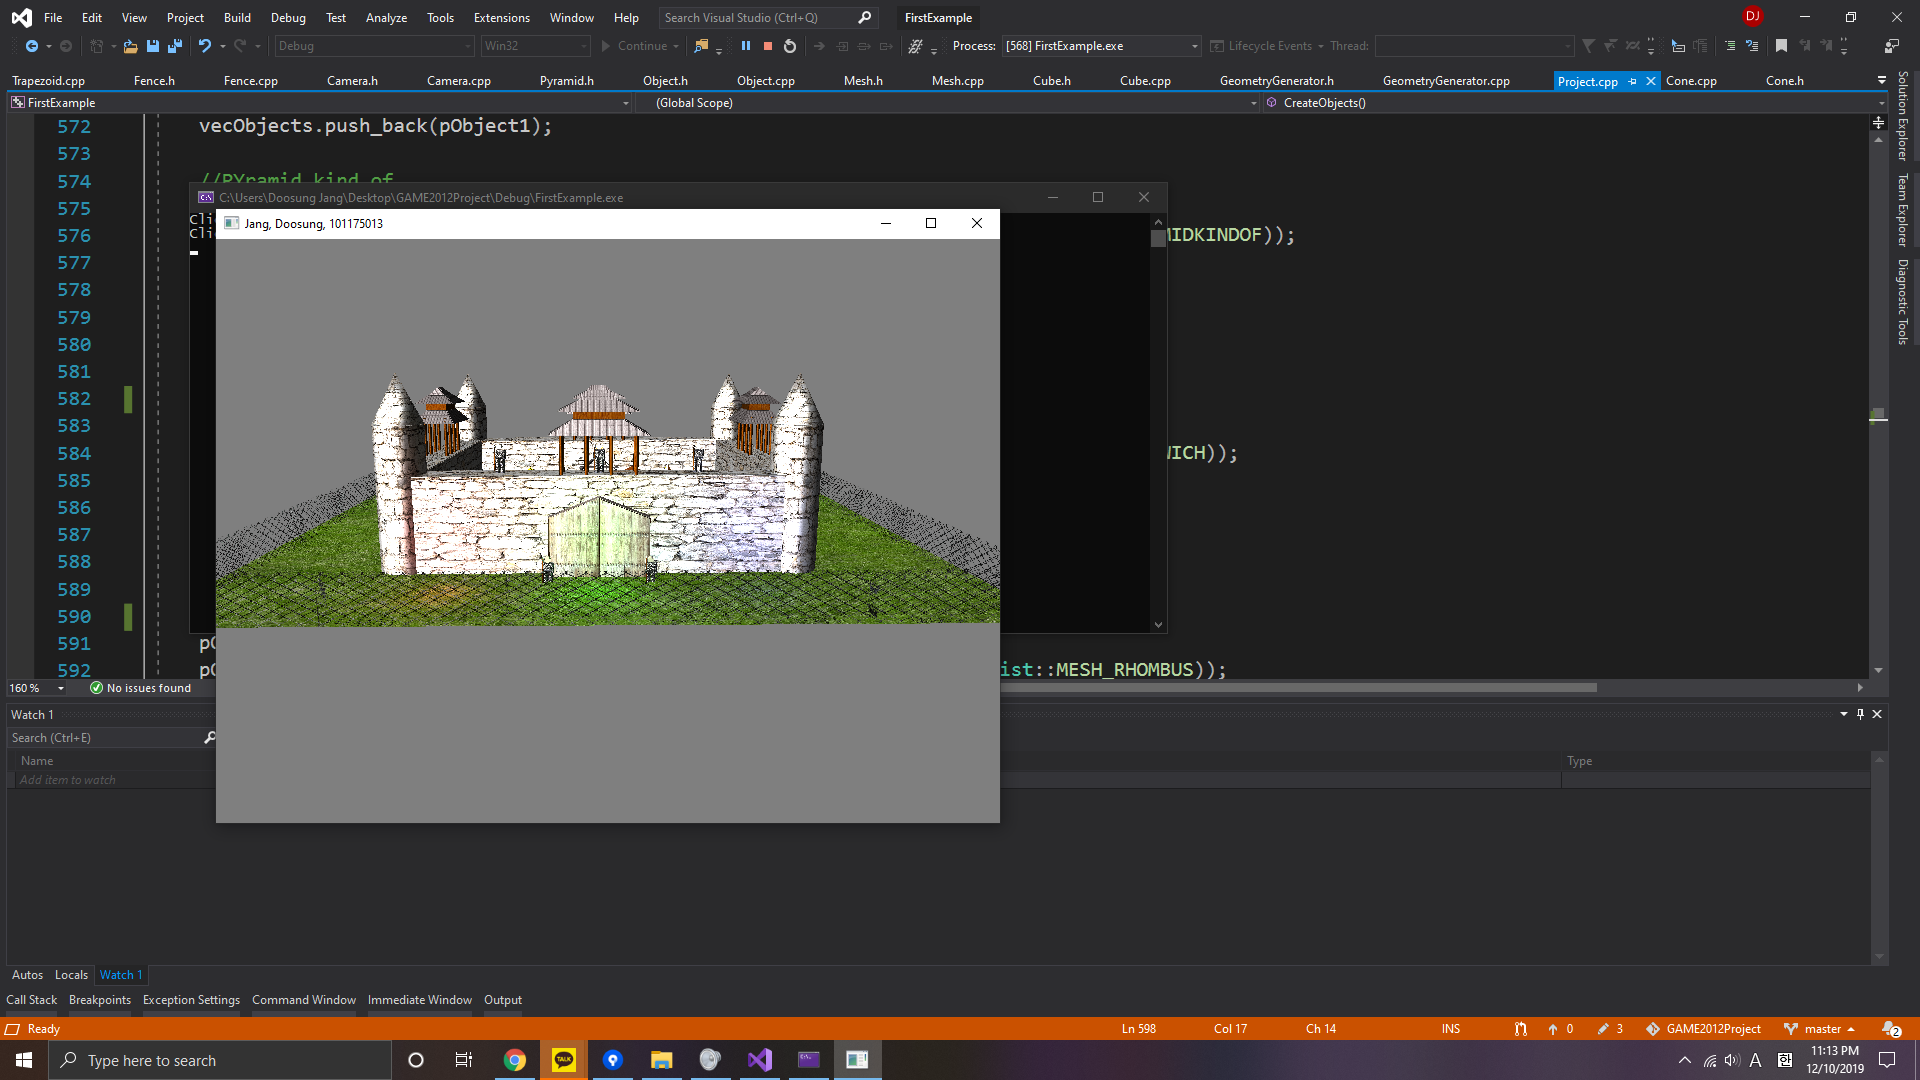 File Edit View Project Build Debug Test Analyze Tools Extensions Window Help Search Visual Studio (Ctrl+Q) FirstExample DJ
Debug Win32 Continue Process: [568] FirstExample.exe Lifecycle Events Thread:
Trapezoid.cpp Fence.h Fence.cpp Camera.h Camera.cpp Pyramid.h Object.h Object.cpp Mesh.h Mesh.cpp Cube.h Cube.cpp GeometryGenerator.h GeometryGenerator.cpp Project.cpp Cone.cpp Cone.h
FirstExample (Global Scope) CreateObjects()
572 vecObjects.push_back(pObject1);
573
574 //PYramid kind of
575
C:\Users\Doosung Jang\Desktop\GAME2012Project\Debug\FirstExample.exe
Jang, Doosung, 101175013
576 MIDKINDOF));
577
578
579
580
581
582
583
584 WICH));
585
586
587
588
589
590
591
592 ist::MESH_RHOMBUS));
160 % No issues found
Watch 1
Search (Ctrl+E)
Name Type
Add item to watch
Autos Locals Watch 1
Call Stack Breakpoints Exception Settings Command Window Immediate Window Output
Ready Ln 598 Col 17 Ch 14 INS 0 3 GAME2012Project master 2
Type here to search TALK A 한 11:13 PM
12/10/2019
Solution Explorer
Team Explorer
Diagnostic Tools